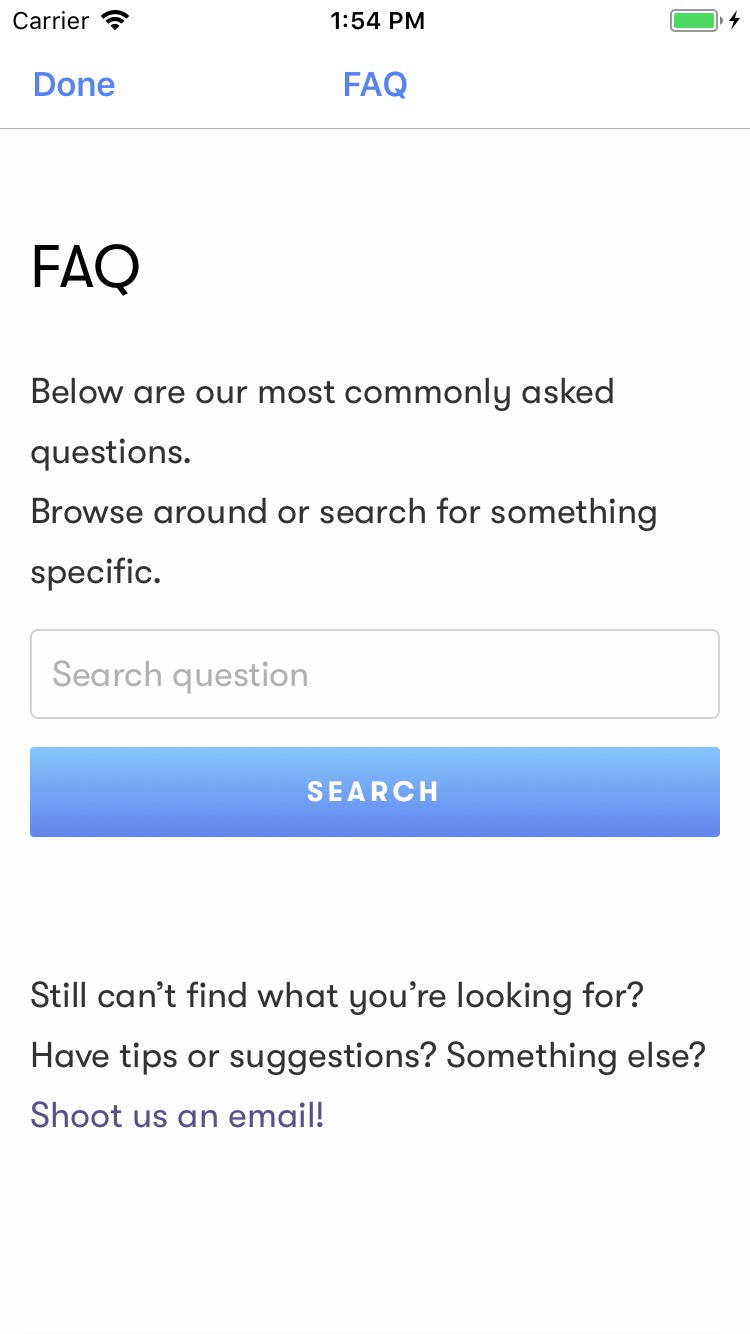 Carrier 1:54 PM
Done FAQ
FAQ
Below are our most commonly asked
questions.
Browse around or search for something
specific.
Search question
SEARCH
Still can’t find what you’re looking for?
Have tips or suggestions? Something else?
Shoot us an email!